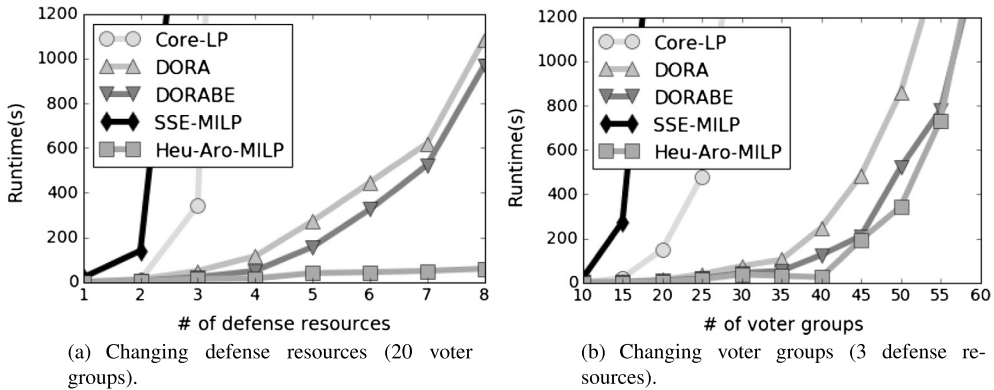 1200
1000
800
600
400
200
0
Runtime(s)
Core-LP
DORA
DORABE
SSE-MILP
Heu-Aro-MILP
1 2 3 4 5 6 7 8
# of defense resources
(a) Changing defense resources (20 voter
groups).
1200
1000
800
600
400
200
0
Runtime(s)
Core-LP
DORA
DORABE
SSE-MILP
Heu-Aro-MILP
10 15 20 25 30 35 40 45 50 55 60
# of voter groups
(b) Changing voter groups (3 defense re-
sources).